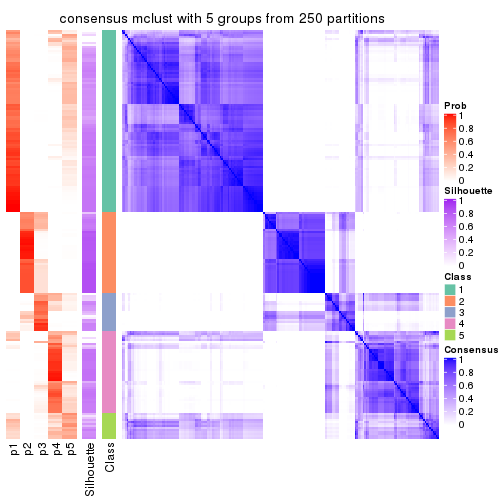 consensus mclust with 5 groups from 250 partitions
Prob
1
0.8
0.6
0.4
0.2
0
Silhouette
1
0.8
0.6
0.4
0.2
0
Class
1
2
3
4
5
Consensus
1
0.8
0.6
0.4
0.2
0
p1
p2
p3
p4
p5
Silhouette
Class